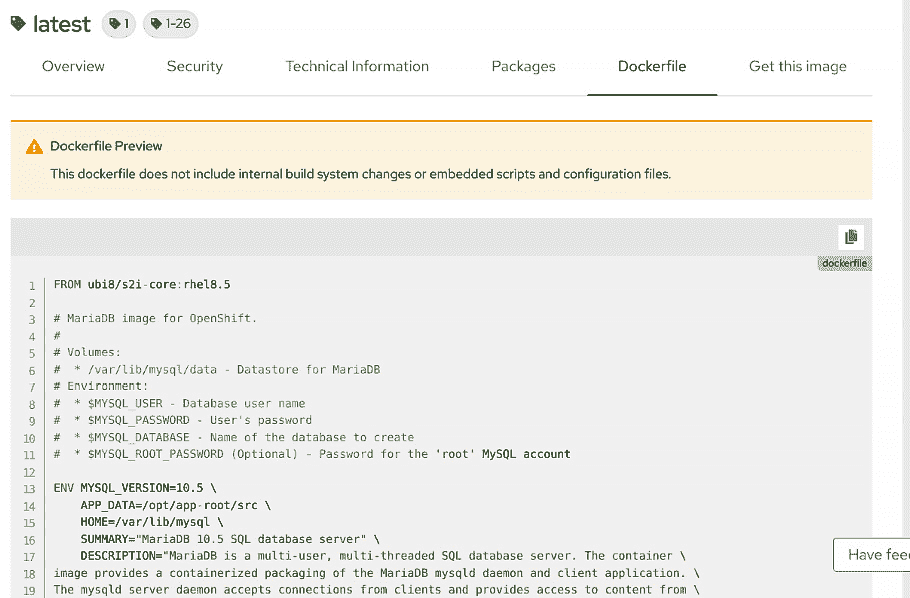 latest 1 1-26
Overview Security Technical Information Packages Dockerfile Get this image
Dockerfile Preview
This dockerfile does not include internal build system changes or embedded scripts and configuration files.
dockerfile
1 FROM ubi8/s2i-core:rhel8.5
2
3 # MariaDB image for OpenShift.
4 #
5 # Volumes:
6 #  * /var/lib/mysql/data - Datastore for MariaDB
7 # Environment:
8 #  * $MYSQL_USER - Database user name
9 #  * $MYSQL_PASSWORD - User's password
10 #  * $MYSQL_DATABASE - Name of the database to create
11 #  * $MYSQL_ROOT_PASSWORD (Optional) - Password for the 'root' MySQL account
12
13 ENV MYSQL_VERSION=10.5 \
14     APP_DATA=/opt/app-root/src \
15     HOME=/var/lib/mysql \
16     SUMMARY="MariaDB 10.5 SQL database server" \
17     DESCRIPTION="MariaDB is a multi-user, multi-threaded SQL database server. The container \
18 image provides a containerized packaging of the MariaDB mysqld daemon and client application. \
19 The mysqld server daemon accepts connections from clients and provides access to content from \
Have fee